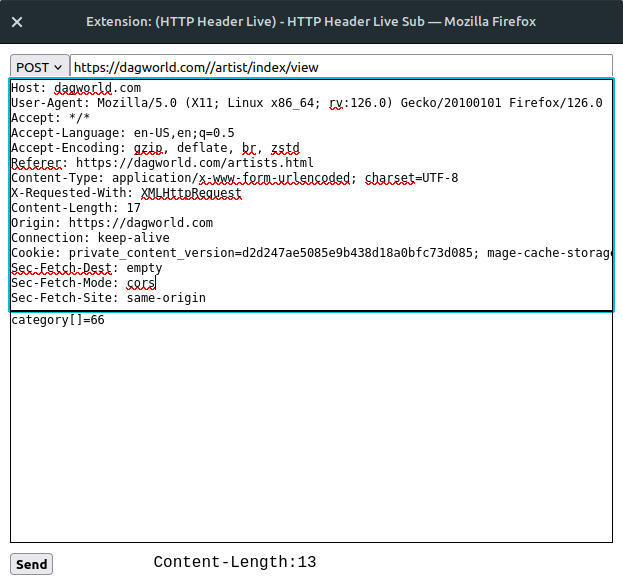 Extension: (HTTP Header Live) - HTTP Header Live Sub — Mozilla Firefox
POST https://dagworld.com//artist/index/view
Host: dagworld.com
User-Agent: Mozilla/5.0 (X11; Linux x86_64; rv:126.0) Gecko/20100101 Firefox/126.0
Accept: */*
Accept-Language: en-US,en;q=0.5
Accept-Encoding: gzip, deflate, br, zstd
Referer: https://dagworld.com/artists.html
Content-Type: application/x-www-form-urlencoded; charset=UTF-8
X-Requested-With: XMLHttpRequest
Content-Length: 17
Origin: https://dagworld.com
Connection: keep-alive
Cookie: private_content_version=d2d247ae5085e9b438d18a0bfc73d085; mage-cache-storage
Sec-Fetch-Dest: empty
Sec-Fetch-Mode: cors
Sec-Fetch-Site: same-origin
category[]=66
Send Content-Length:13